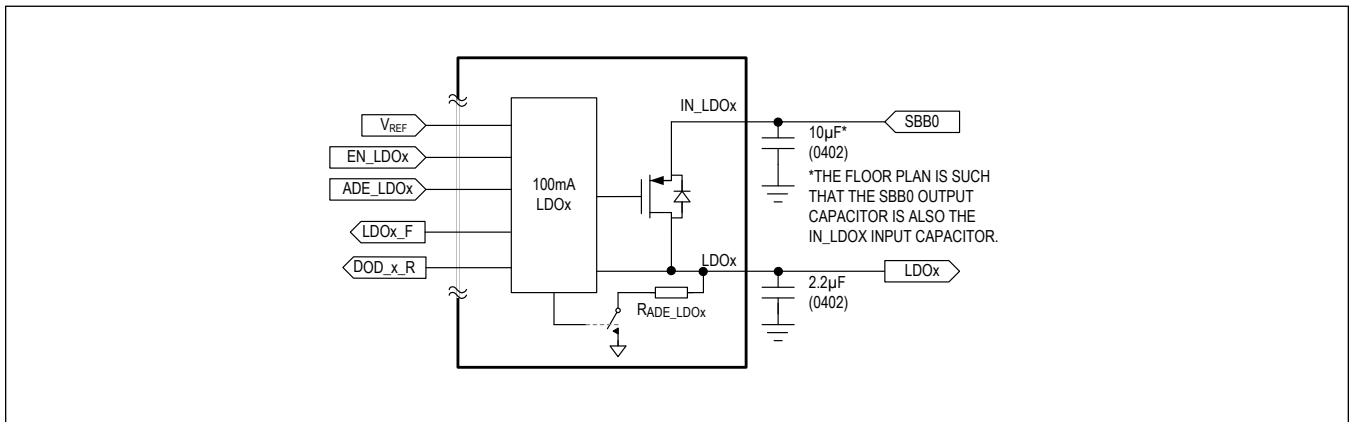 IN_LDOx
SBB0
VREF
10µF*
(0402)
EN_LDOx
*THE FLOOR PLAN IS SUCH
THAT THE SBB0 OUTPUT
CAPACITOR IS ALSO THE
IN_LDOX INPUT CAPACITOR.
ADE_LDOx
100mA
LDOx
LDOx_F
DOD_x_R
LDOx
LDOx
2.2µF
(0402)
RADE_LDOx